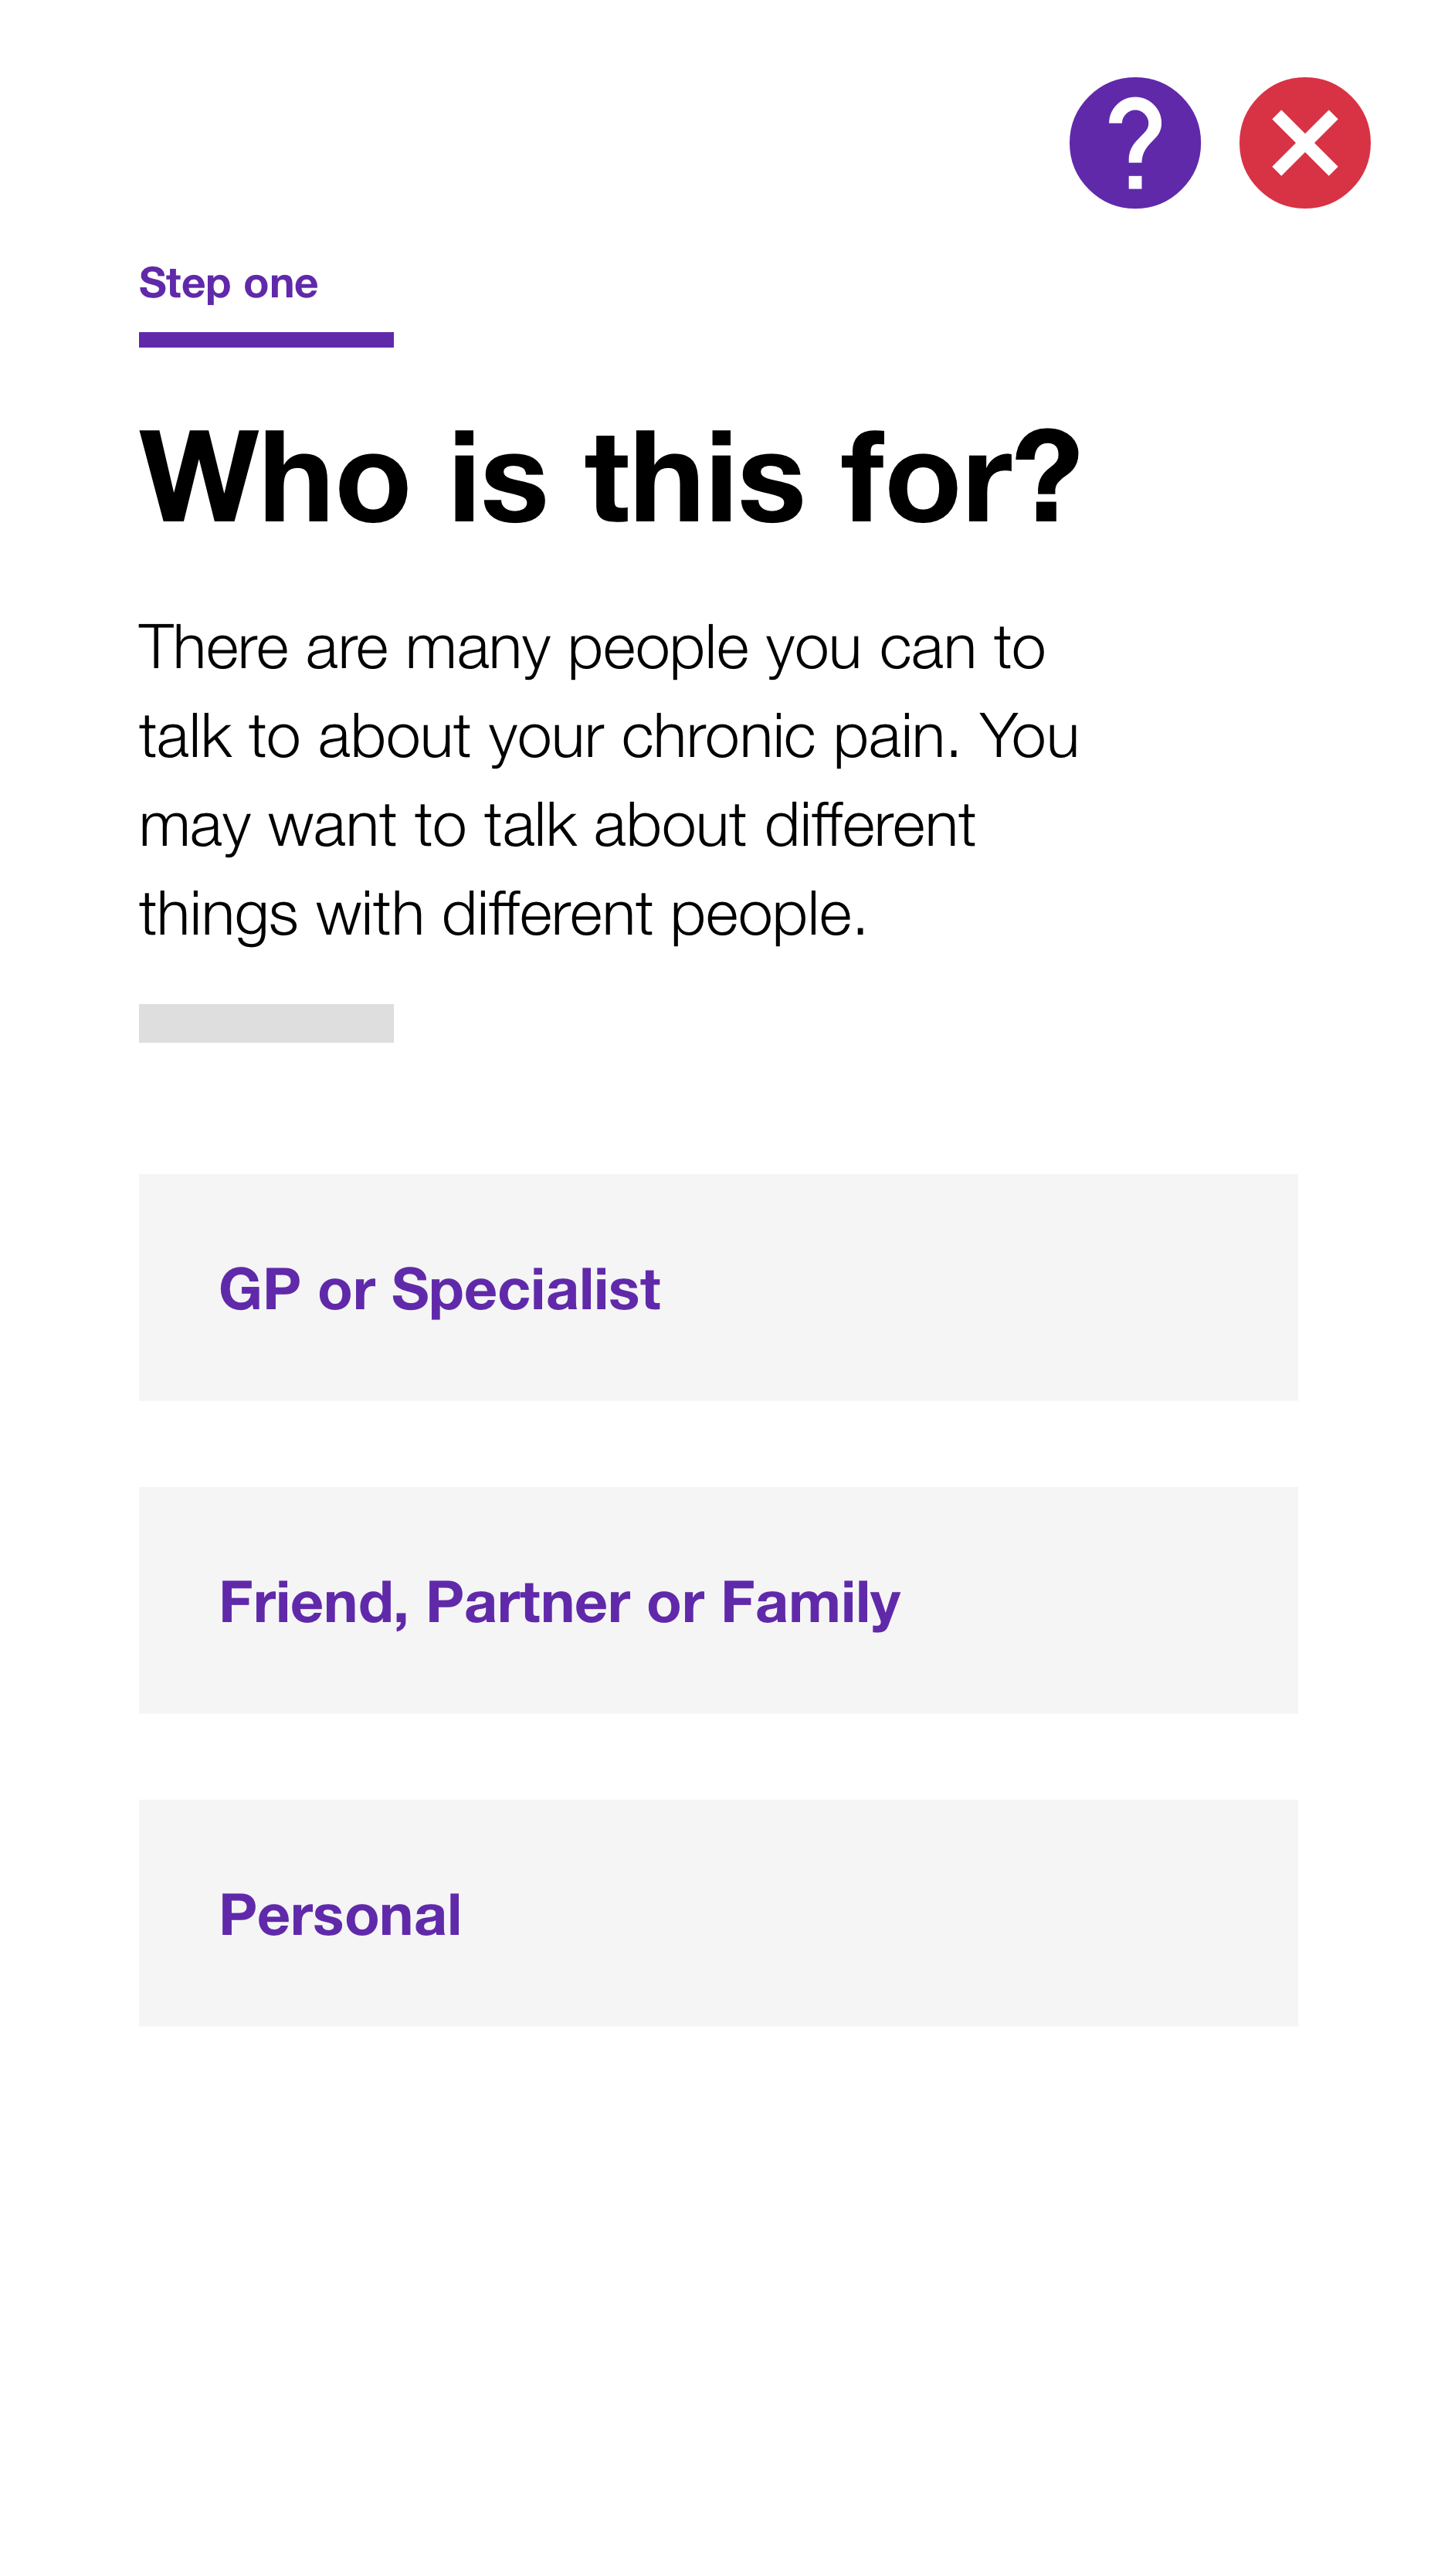 ?
Step one
Who is this for?
There are many people you can to
talk to about your chronic pain. You
may want to talk about different
things with different people.
GP or Specialist
Friend, Partner or Family
Personal